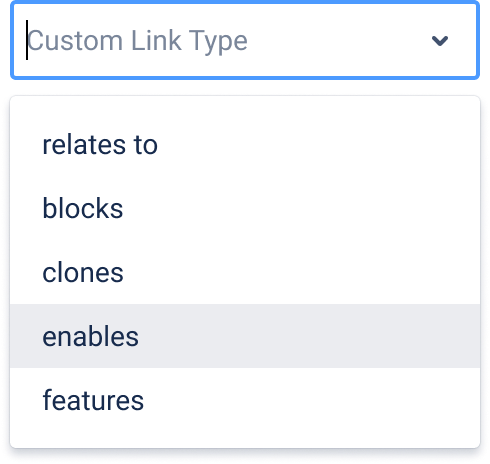 Custom Link Type
relates to
blocks
clones
enables
features